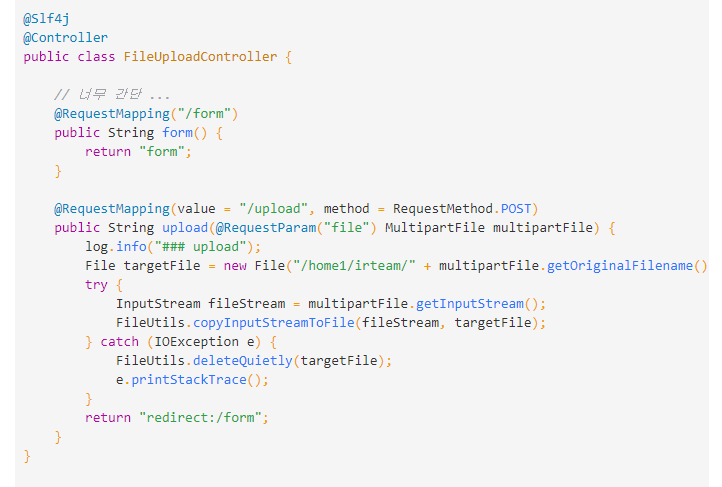 @Slf4j
@Controller
public class FileUploadController {
// 너무 간단 ...
@RequestMapping("/form")
public String form() {
return "form";
}
@RequestMapping(value = "/upload", method = RequestMethod.POST)
public String upload(@RequestParam("file") MultipartFile multipartFile) {
log.info("### upload");
File targetFile = new File("/home1/irteam/" + multipartFile.getOriginalFilename()
try {
InputStream fileStream = multipartFile.getInputStream();
FileUtils.copyInputStreamToFile(fileStream, targetFile);
} catch (IOException e) {
FileUtils.deleteQuietly(targetFile);
e.printStackTrace();
}
return "redirect:/form";
}
}